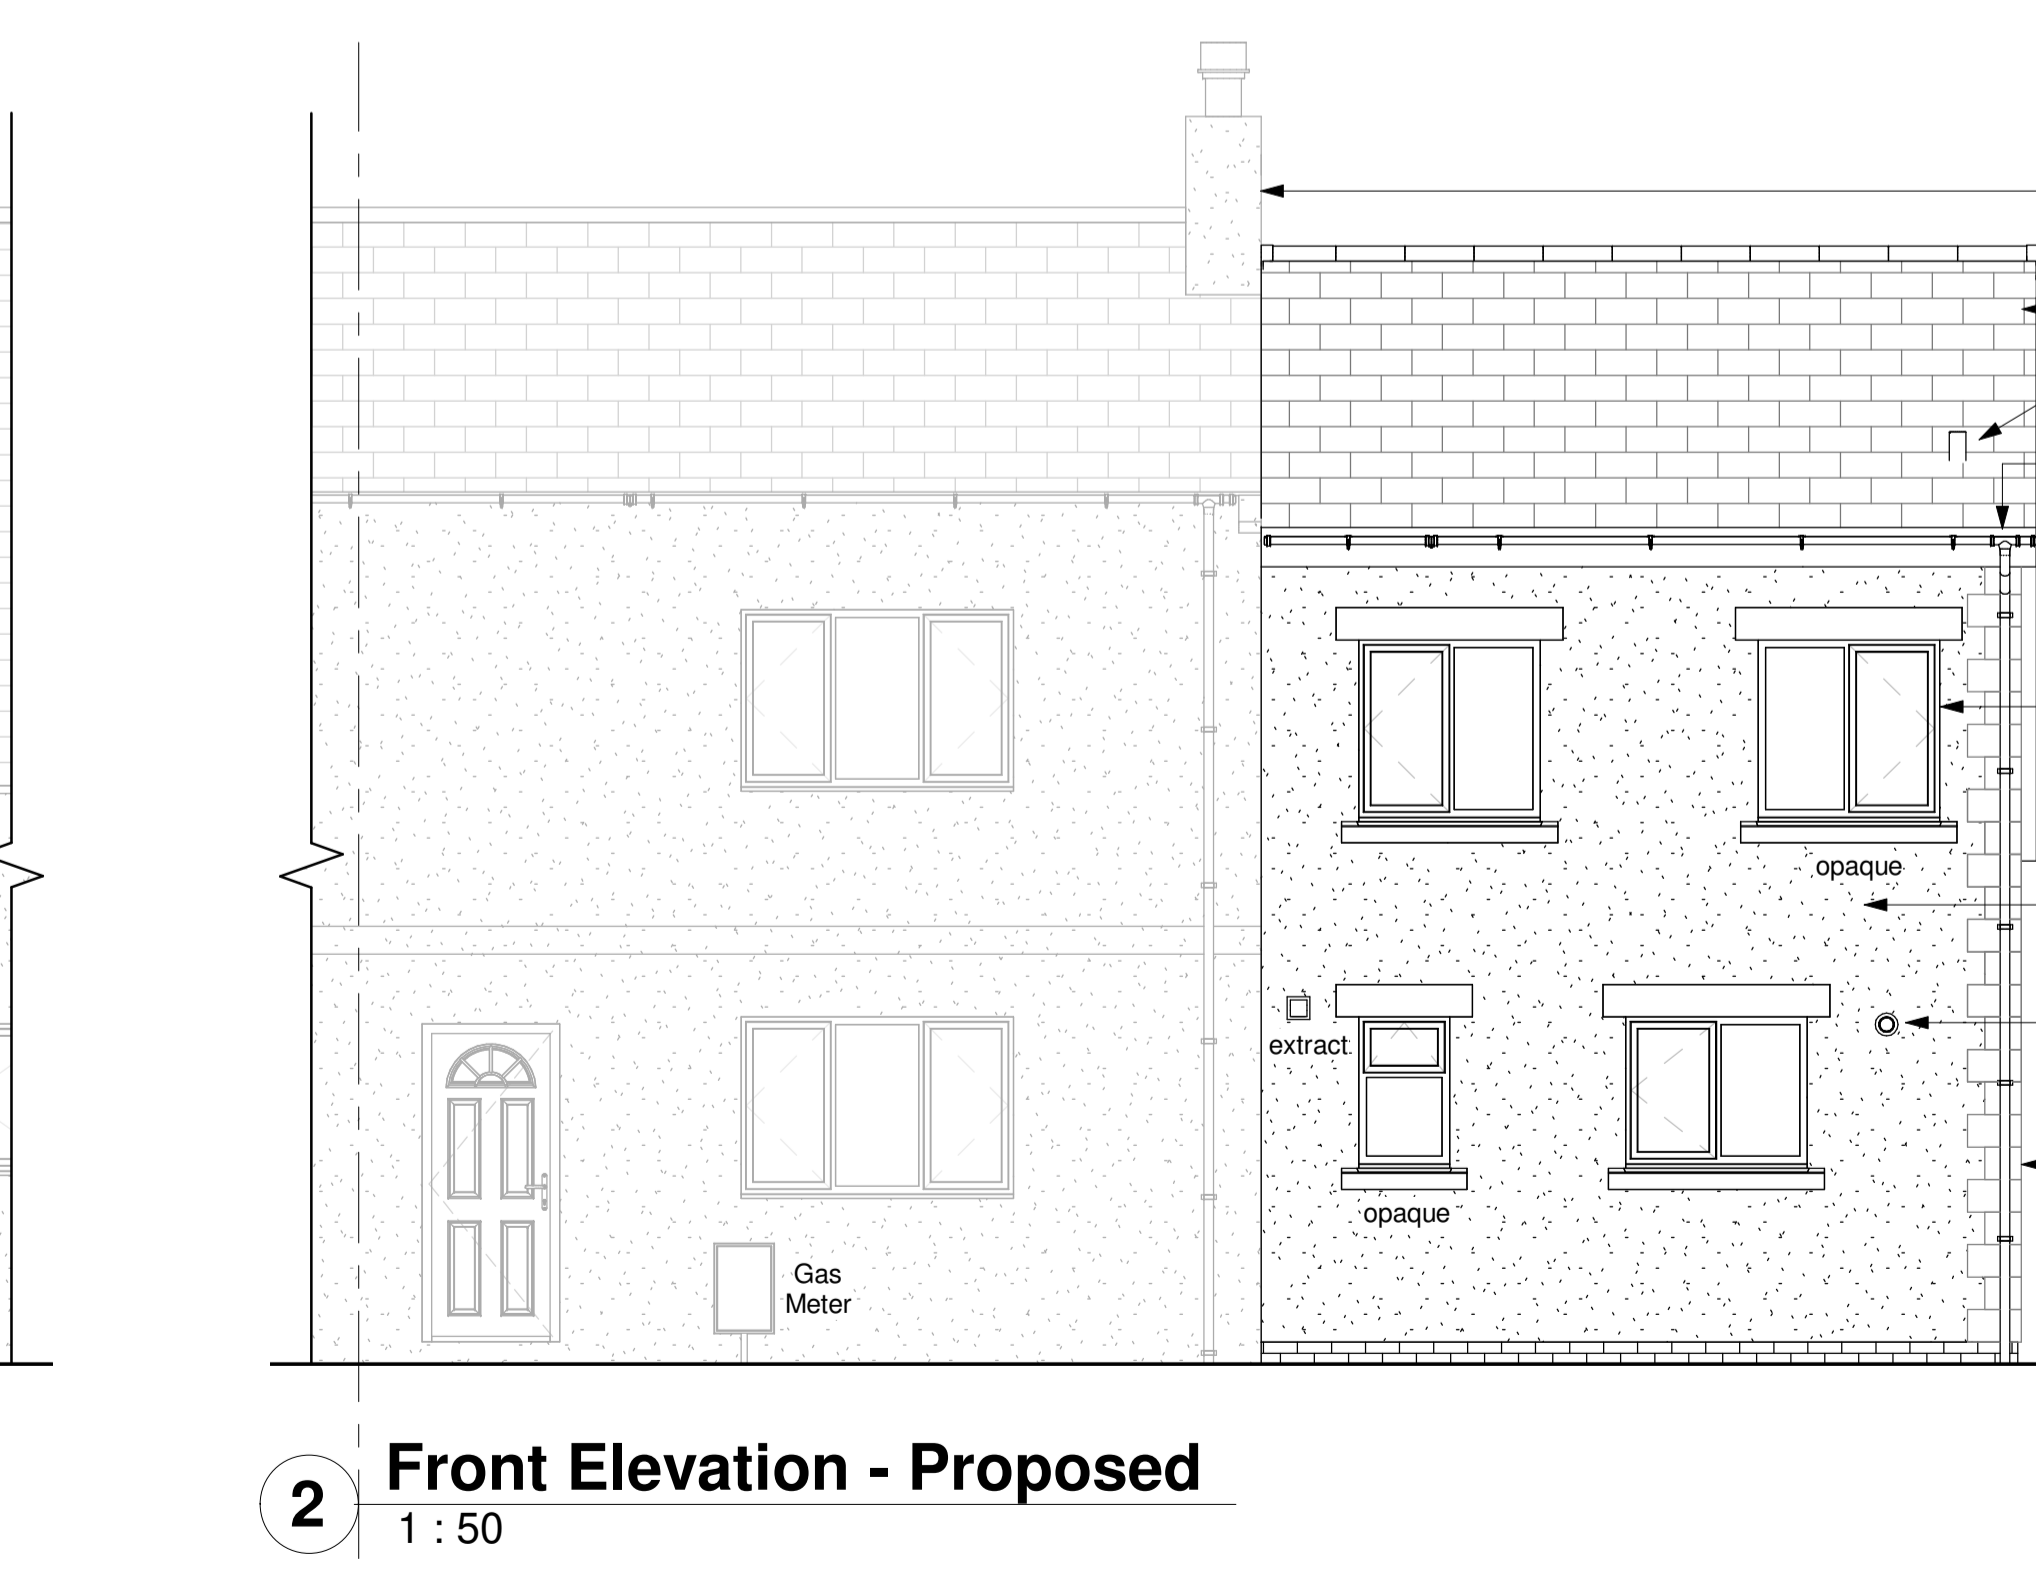 opaque
extract
opaque
Gas
Meter
2
Front Elevation - Proposed
1 : 50